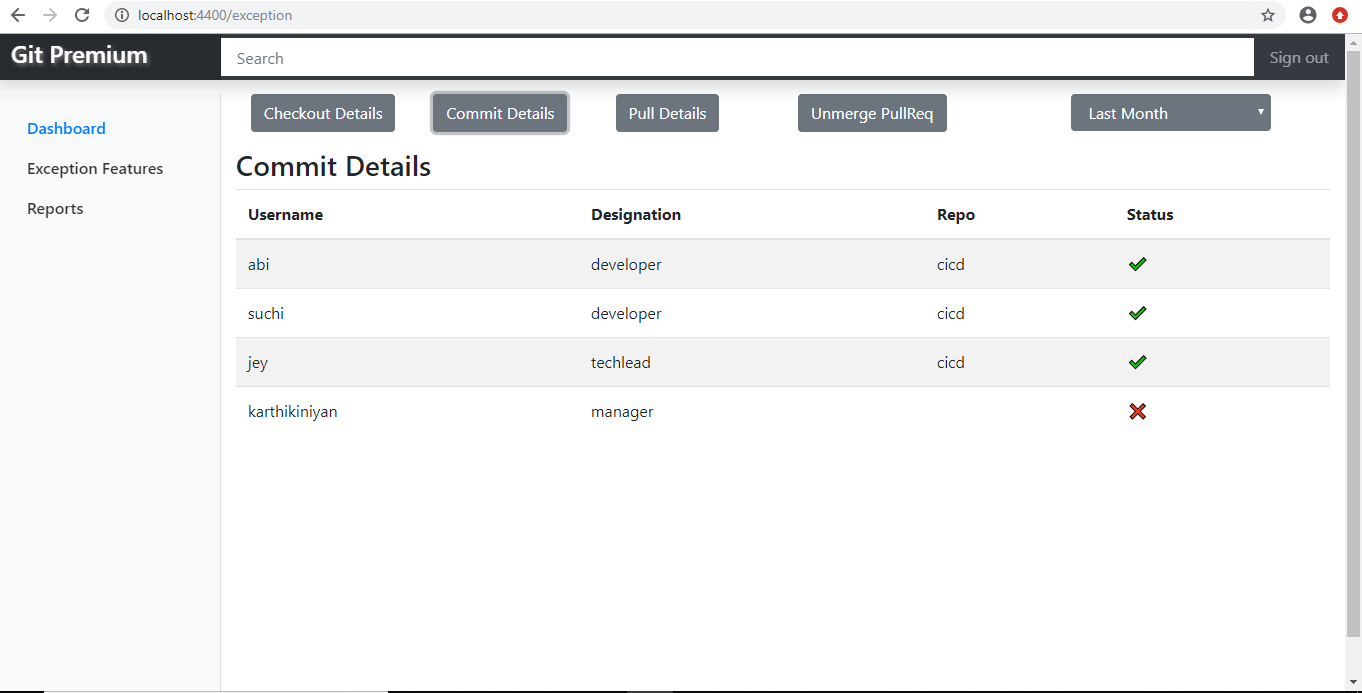 localhost:4400/exception
Git Premium Search Sign out
Checkout Details Commit Details Pull Details Unmerge PullReq Last Month
Dashboard
Exception Features
Reports
Commit Details
Username Designation Repo Status
abi developer cicd
suchi developer cicd
jey techlead cicd
karthikiniyan manager